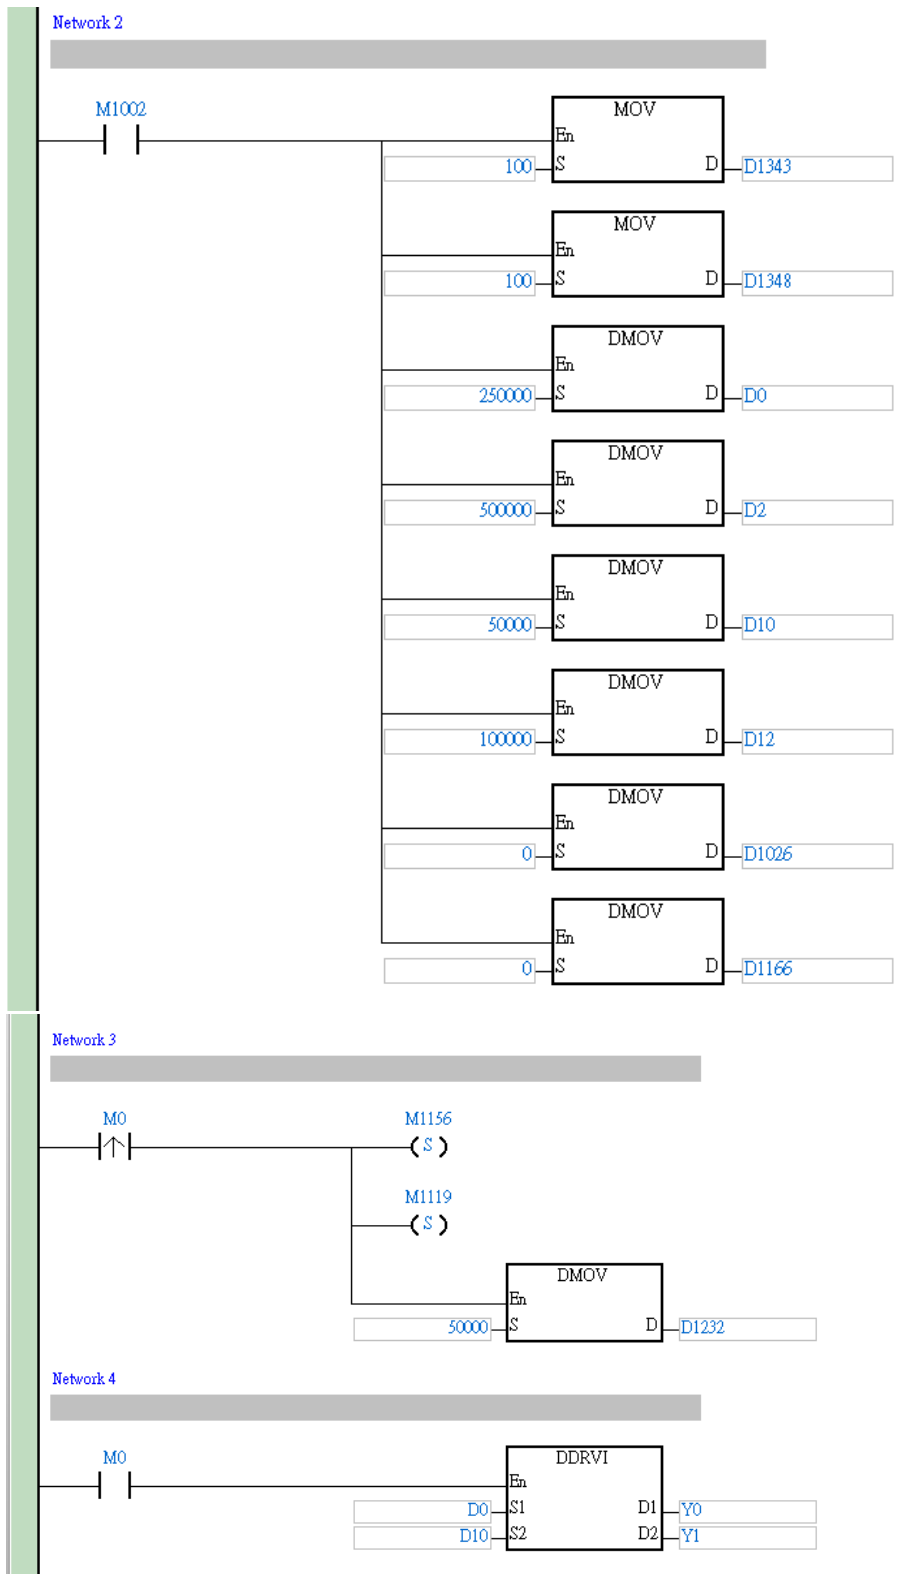 Network 2
M1002
MOV
En
100 S D D1343
MOV
En
100 S D D1348
DMOV
En
250000 S D D0
DMOV
En
500000 S D D2
DMOV
En
50000 S D D10
DMOV
En
100000 S D D12
DMOV
En
0 S D D1026
DMOV
En
0 S D D1166
Network 3
M0 M1156
S
M1119
S
DMOV
En
50000 S D D1232
Network 4
M0 DDRVI
En
D0 S1 D1 Y0
D10 S2 D2 Y1